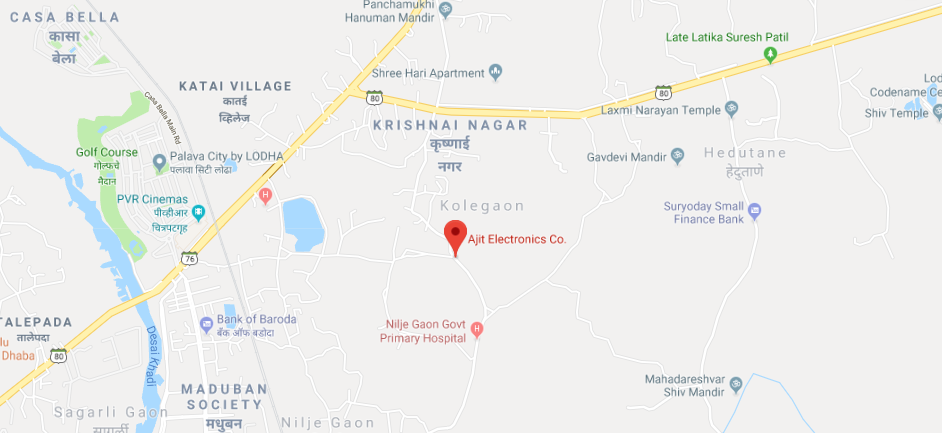 Panchamukhi
Hanuman Mandir
CASA BELLA
कासा
बेला
Late Latika Suresh Patil
Shree Hari Apartment
KATAI VILLAGE
कातई
व्हिलेज
80
80
Codename Ce
Casa Bella Main Rd
Laxmi Narayan Temple
Shiv Temple
KRISHNAI NAGAR
कृष्णाई
नगर
Golf Course
गोल्फचे
मैदान
Palava City by LODHA
पलावा सिटी लोढा
Gavdevi Mandir
Hedutane
हेदुताणे
H
PVR Cinemas
पीव्हीआर
चित्रपटगृह
Kolegaon
Suryoday Small
Finance Bank
Ajit Electronics Co.
76
Bank of Baroda
बँक ऑफ बडोदा
TALEPADA
तालेपदा
Nilje Gaon Govt
Primary Hospital
H
Dhaba
80
Desai Khadi
MADUBAN
SOCIETY
मधुबन
Mahadareshvar
Shiv Mandir
Sagarli Gaon
Nilje Gaon